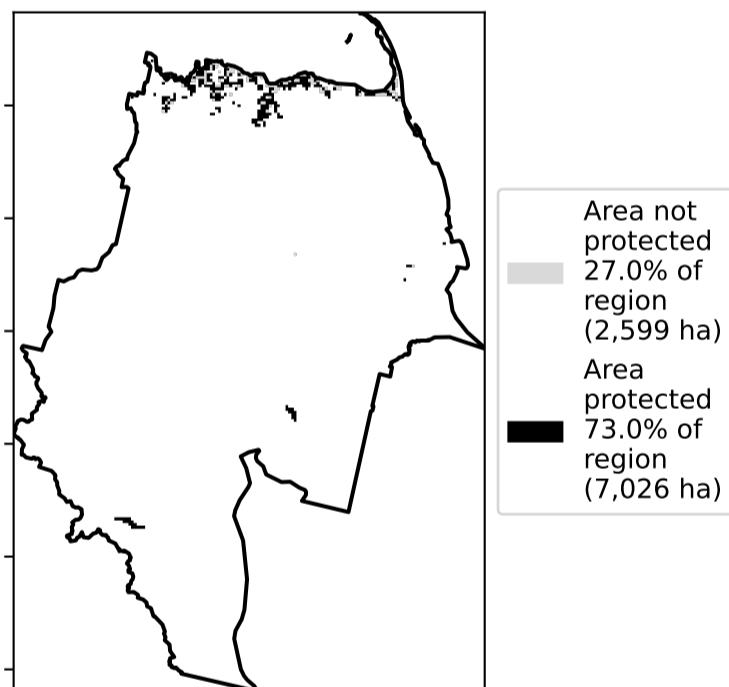 Area not
protected
27.0% of
region
(2,599 ha)
Area
protected
73.0% of
region
(7,026 ha)